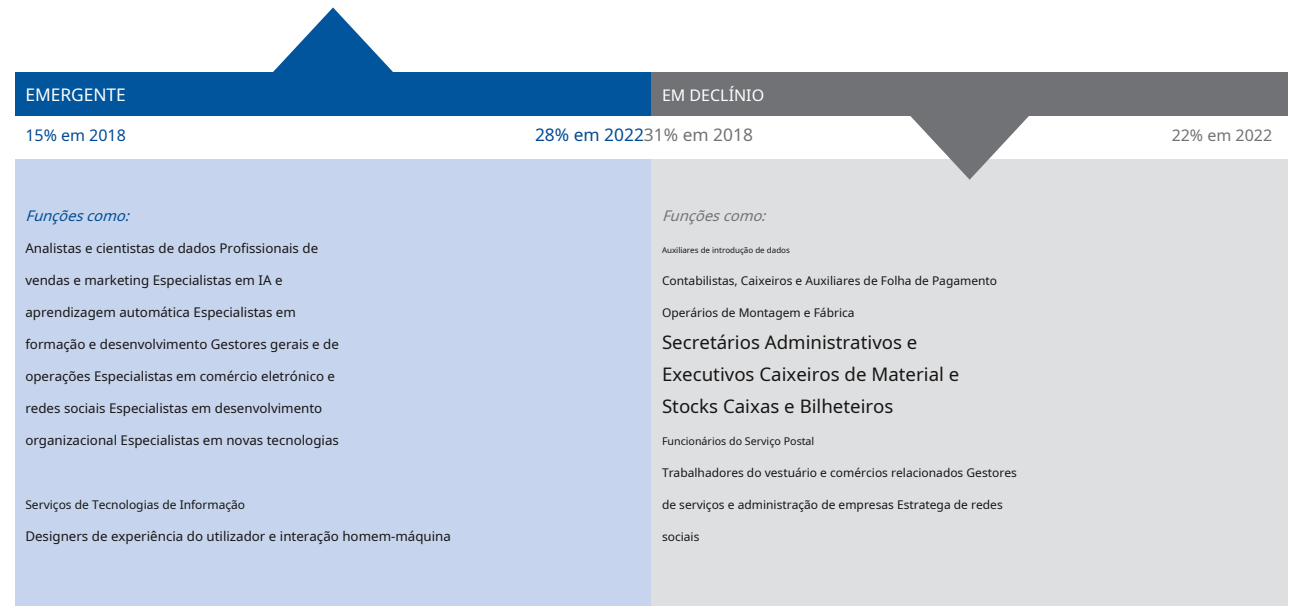 EMERGENTE
15% em 2018
28% em 2022
Funções como:
Analistas e cientistas de dados Profissionais de
vendas e marketing Especialistas em IA e
aprendizagem automática Especialistas em
formação e desenvolvimento Gestores gerais e de
operações Especialistas em comércio eletrónico e
redes sociais Especialistas em desenvolvimento
organizacional Especialistas em novas tecnologias
Serviços de Tecnologias de Informação
Designers de experiência do utilizador e interação homem-máquina
EM DECLÍNIO
31% em 2018
22% em 2022
Funções como:
Auxiliares de introdução de dados
Contabilistas, Caixeiros e Auxiliares de Folha de Pagamento
Operários de Montagem e Fábrica
Secretários Administrativos e
Executivos Caixeiros de Material e
Stocks Caixas e Bilheteiros
Funcionários do Serviço Postal
Trabalhadores do vestuário e comércios relacionados Gestores
de serviços e administração de empresas Estratega de redes
sociais